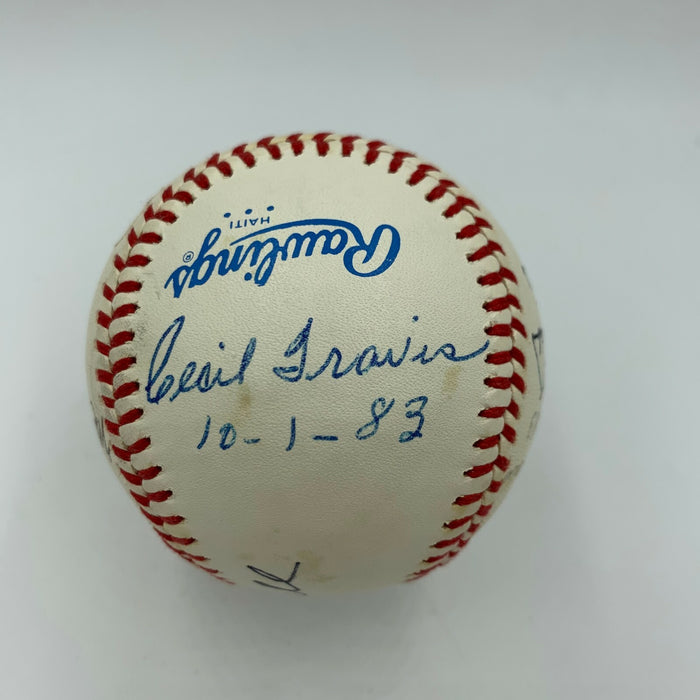 HAITI
Rawlings®
Cecil Travis
10-1-83